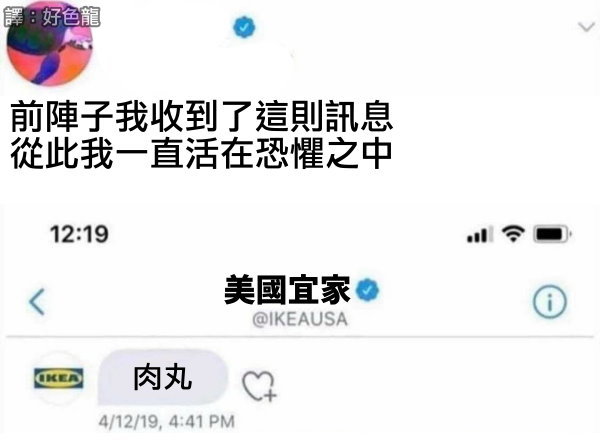 譯：好色龍
前陣子我收到了這則訊息
從此我一直活在恐懼之中
12:19
美國宜家
@IKEAUSA
IKEA
肉丸
4/12/19, 4:41 PM